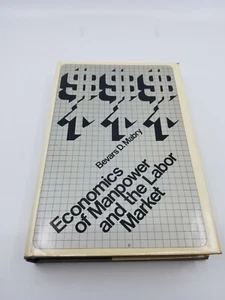 $$$
Bevars D. Mabry
Economics
of Manpower
and the Labor
Market